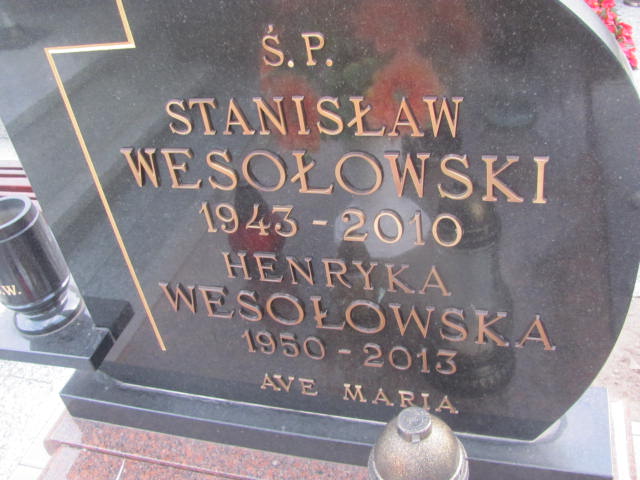 Ś.P.
STANISŁAW
WESOŁOWSKI
1943 - 2010
HENRYKA
WESOŁOWSKA
1950 - 2013
AVE MARIA